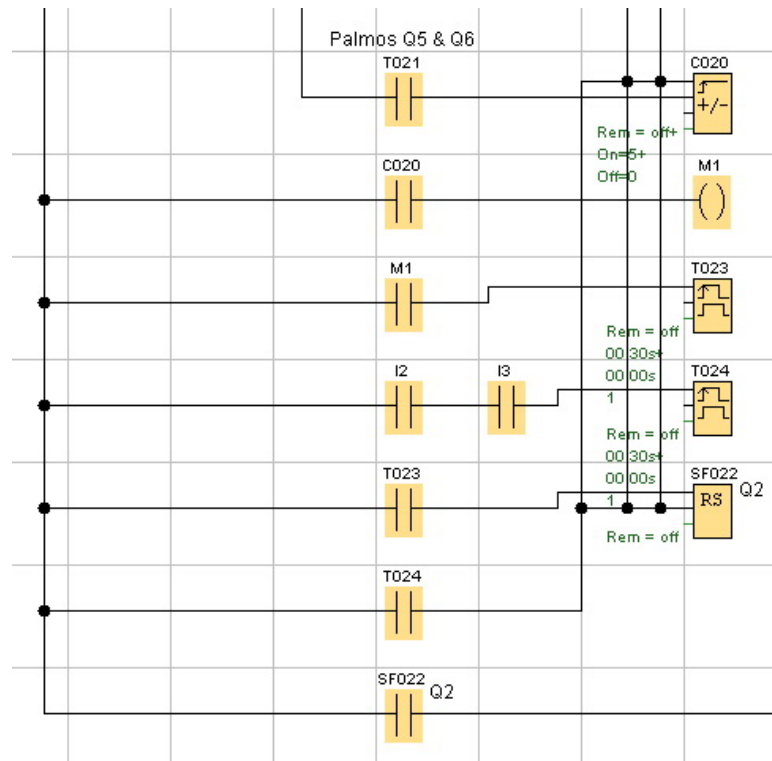 Palmos Q5 & Q6
T021
C020
+/-
Rem = off+
On=5+
Off=0
C020
M1
M1
T023
Rem = off
00:30s+
00:00s
1
I2
I3
T024
Rem = off
00:30s+
00:00s
1
T023
SF022
Q2
RS
Rem = off
T024
SF022
Q2